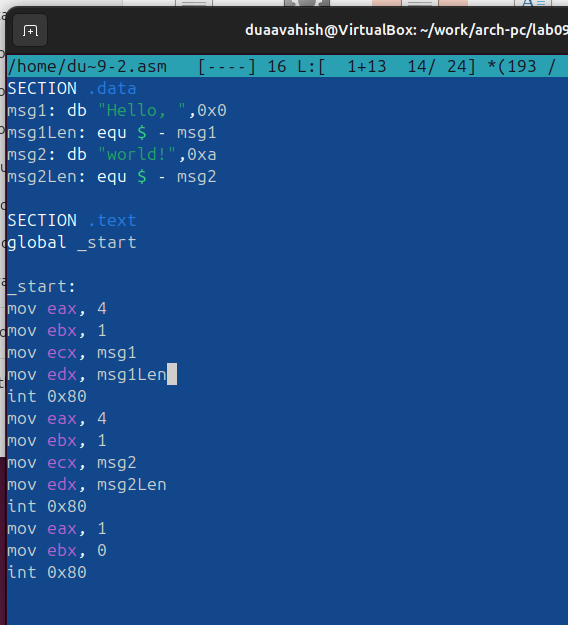 duaavahish@VirtualBox: ~/work/arch-pc/lab09
/home/du~9-2.asm [----] 16 L:[ 1+13 14/ 24] *(193 /
SECTION .data
msg1: db "Hello, ",0x0
msg1Len: equ $ - msg1
msg2: db "world!",0xa
msg2Len: equ $ - msg2
SECTION .text
global _start
_start:
mov eax, 4
mov ebx, 1
mov ecx, msg1
mov edx, msg1Len
int 0x80
mov eax, 4
mov ebx, 1
mov ecx, msg2
mov edx, msg2Len
int 0x80
mov eax, 1
mov ebx, 0
int 0x80